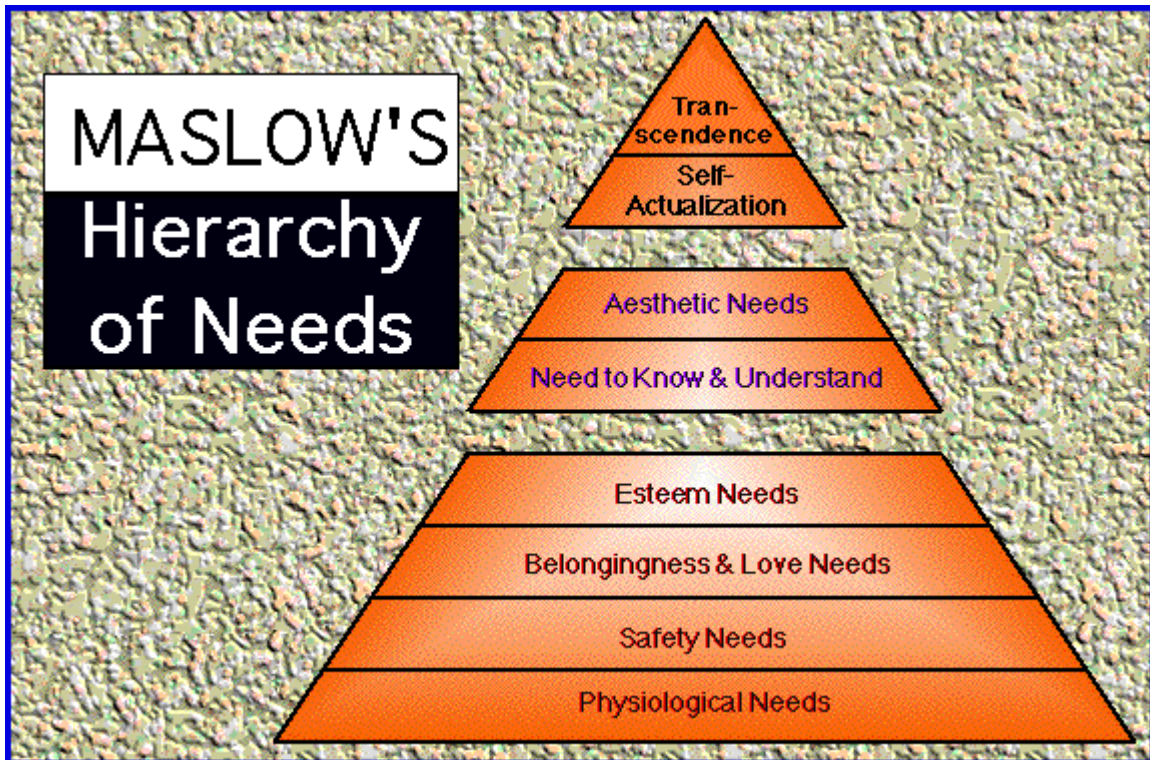 MASLOW'S
Hierarchy
of Needs
Tran-
scendence
Self-
Actualization
Aesthetic Needs
Need to Know & Understand
Esteem Needs
Belongingness & Love Needs
Safety Needs
Physiological Needs